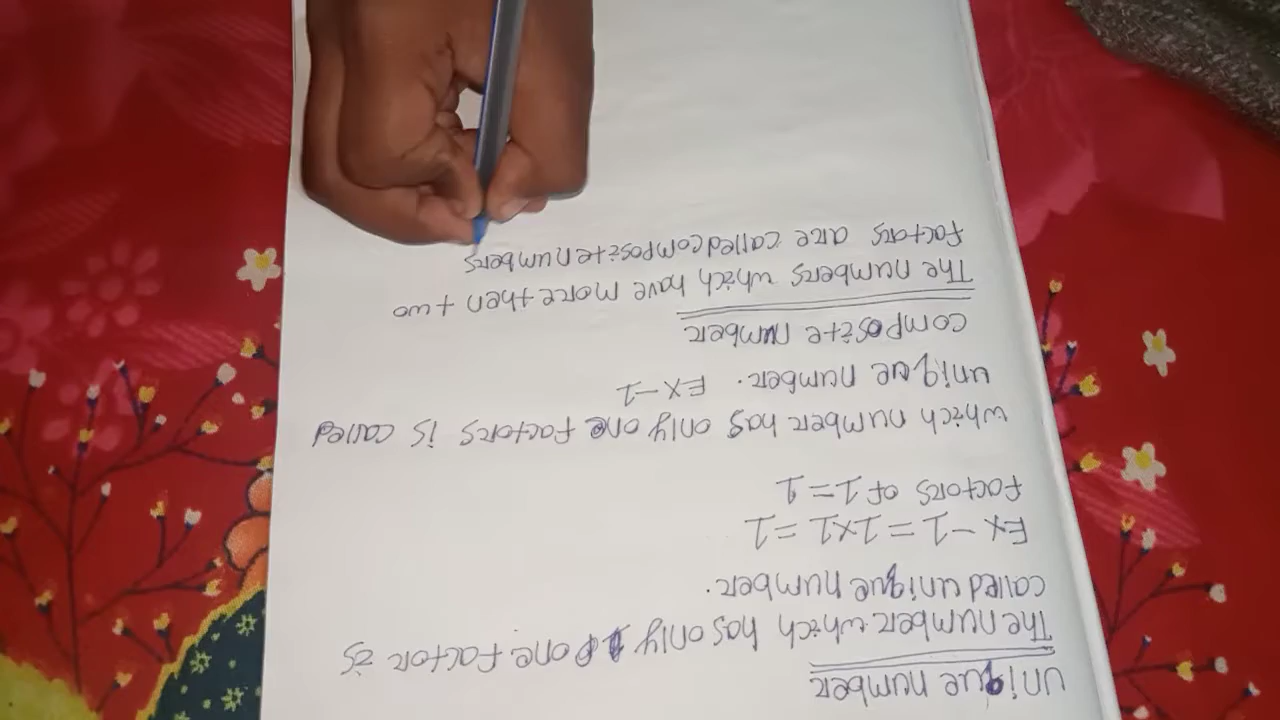 unique number
The number which has only one factor is
called unique number.
Ex - 1 = 1x1 = 1
factors of 1 = 1
which number has only one factors is called
unique number. Ex - 1
composite number
The numbers which have more then two
factors are called composite numbers